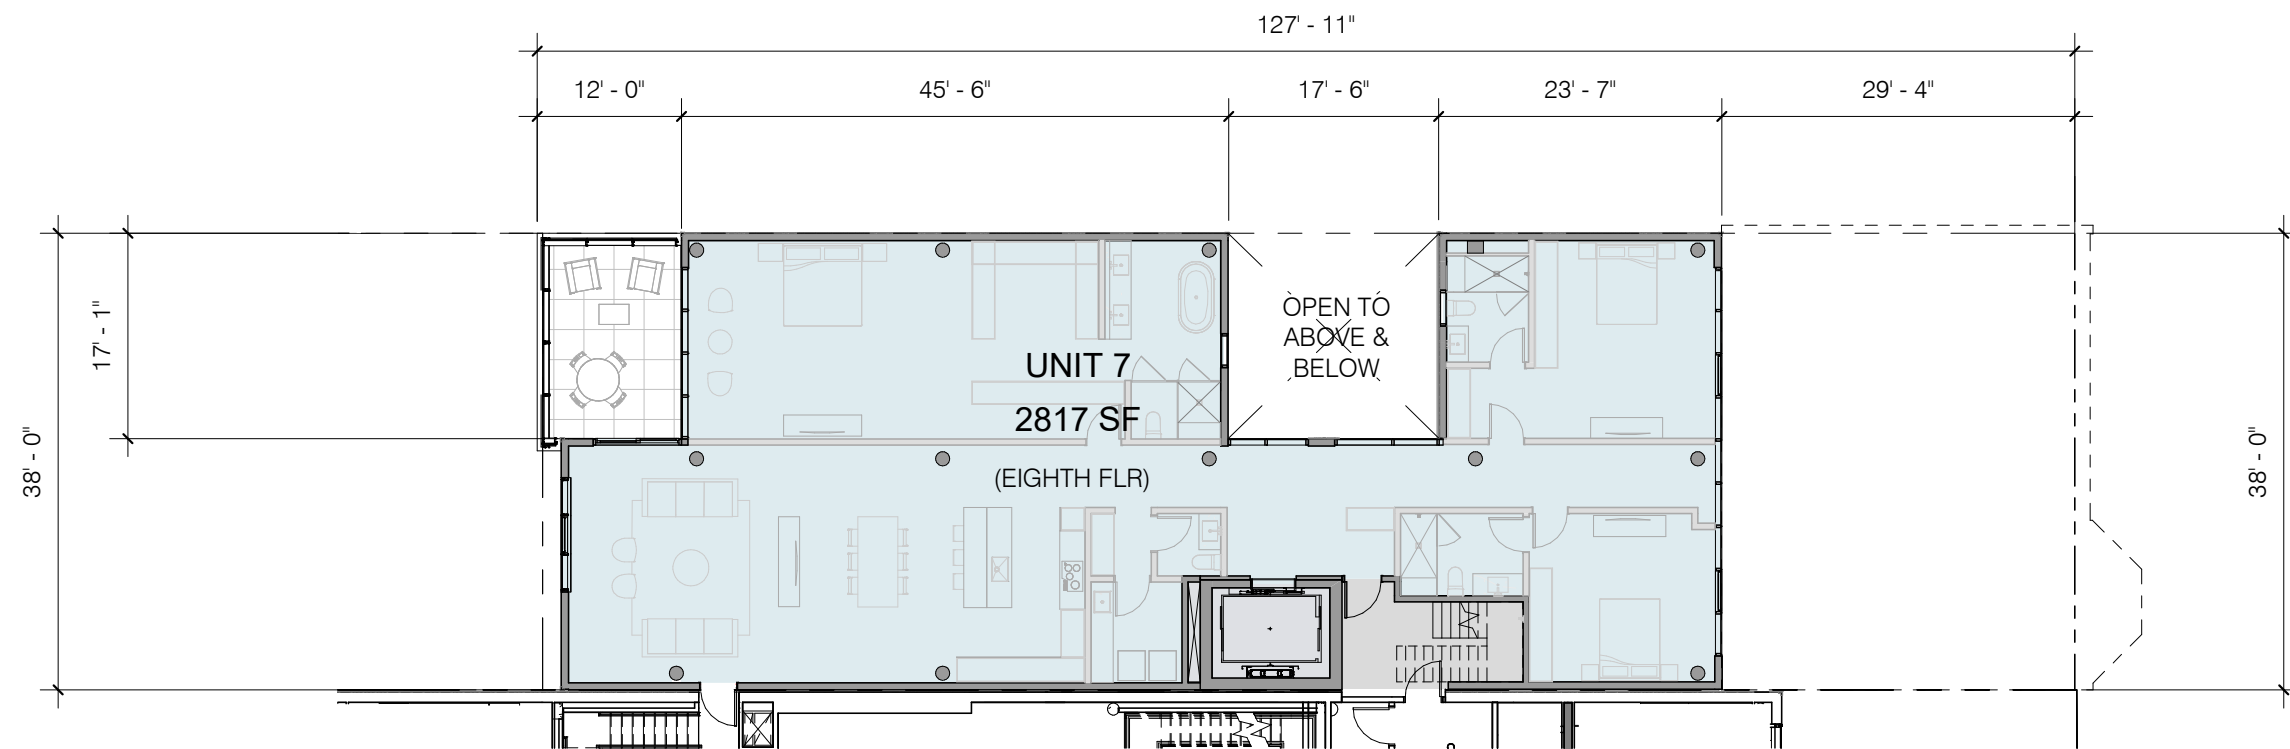 127' - 11"
12' - 0"
45' - 6"
17' - 6"
23' - 7"
29' - 4"
17' - 1"
38' - 0"
38' - 0"
OPEN TO
ABOVE &
BELOW
UNIT 7
2817 SF
(EIGHTH FLR)